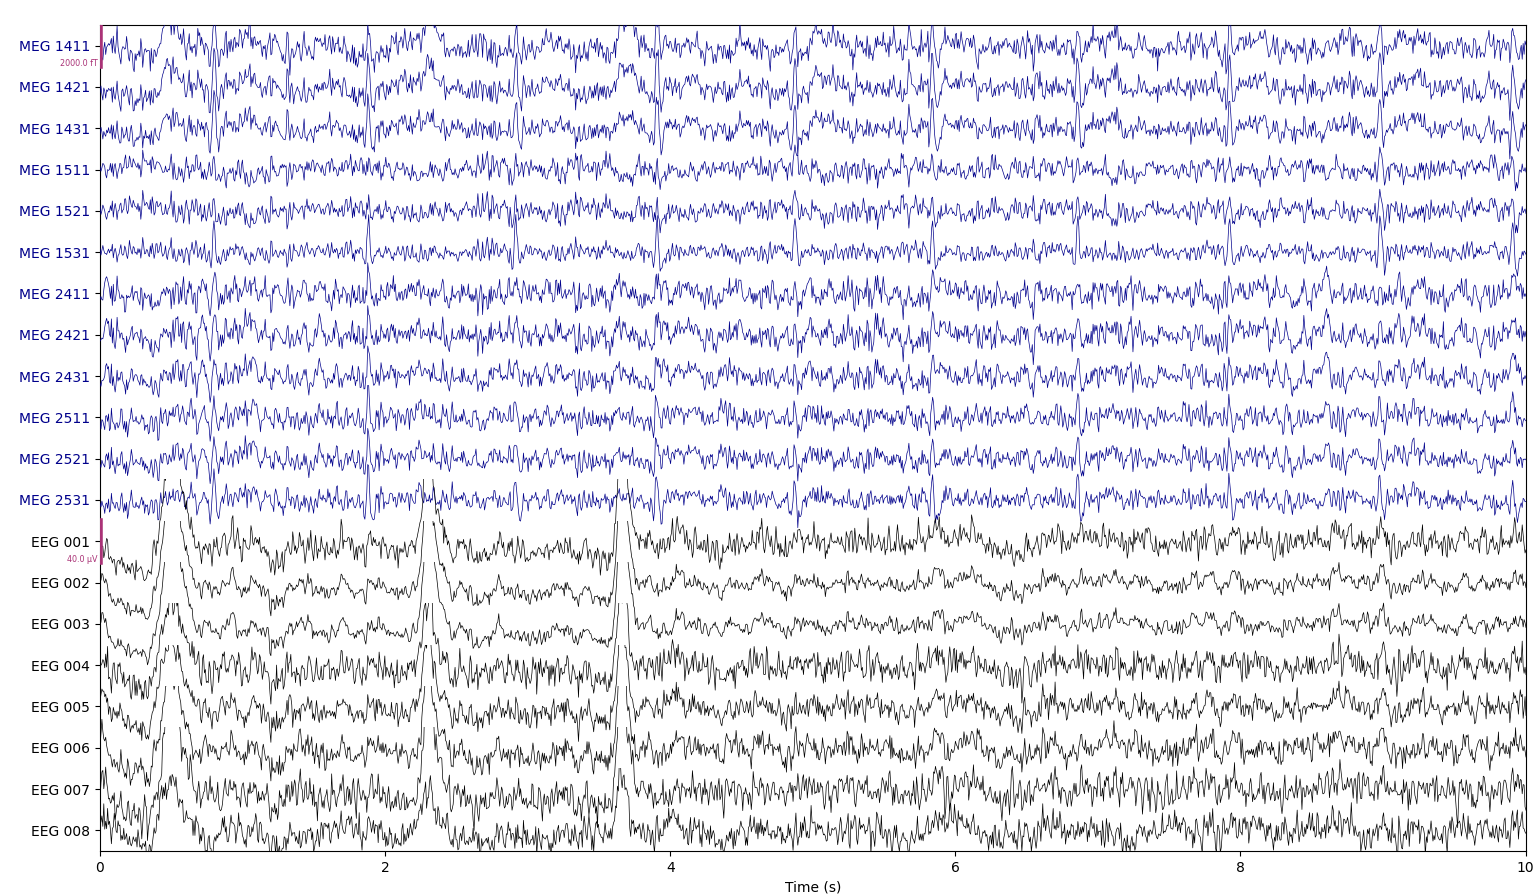 MEG 1411
2000.0 fT
MEG 1421
MEG 1431
MEG 1511
MEG 1521
MEG 1531
MEG 2411
MEG 2421
MEG 2431
MEG 2511
MEG 2521
MEG 2531
EEG 001
40.0 µV
EEG 002
EEG 003
EEG 004
EEG 005
EEG 006
EEG 007
EEG 008
0 2 4 6 8 10
Time (s)